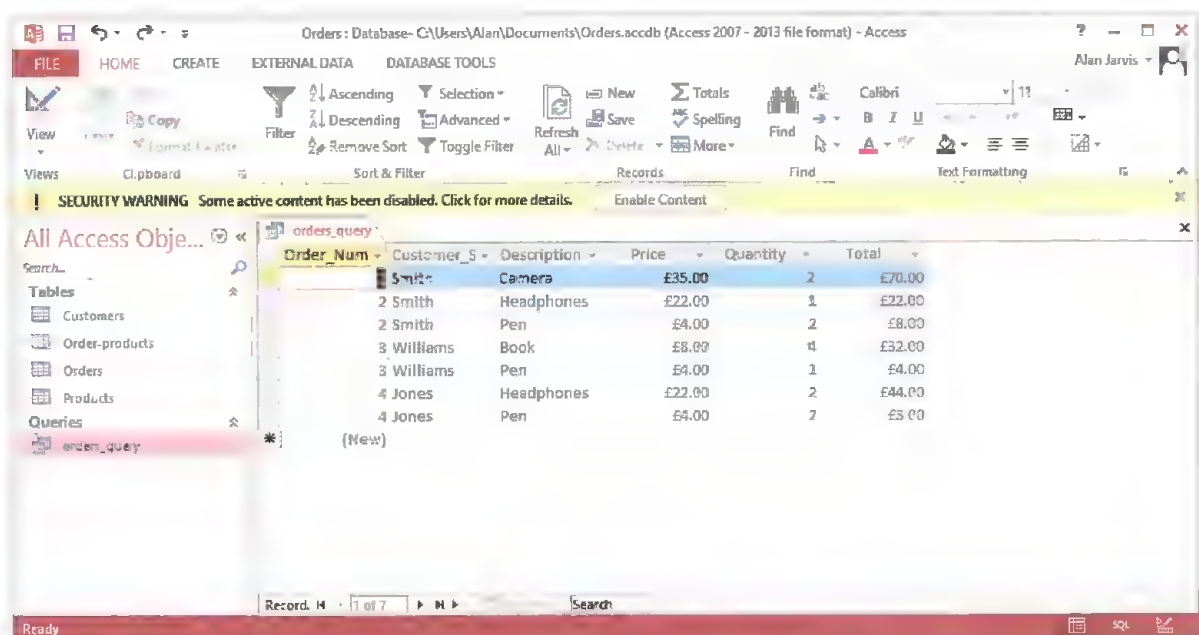 Orders : Database- C:\Users\Alan\Documents\Orders.accdb (Access 2007 - 2013 file format) - Access ?
FILE HOME CREATE EXTERNAL DATA DATABASE TOOLS Alan Jarvis
Ascending Selection New Totals Calibri 11
Copy
View Filter Descending Advanced Refresh All Save Spelling Find B I U
Remove Sort Toggle Filter Delete More
Views Clipboard Sort & Filter Records Find Text Formatting
! SECURITY WARNING Some active content has been disabled. Click for more details. Enable Content
All Access Obje... orders_query
Search...
Tables
Customers
Order-products
Orders
Products
Queries
orders_query
Order_Num Customer_S Description Price Quantity Total
1 Smith Camera £35.00 2 £70.00
2 Smith Headphones £22.00 1 £22.00
2 Smith Pen £4.00 2 £8.00
3 Williams Book £8.00 4 £32.00
3 Williams Pen £4.00 1 £4.00
4 Jones Headphones £22.00 2 £44.00
4 Jones Pen £4.00 2
(New)
Record: 1 of 7 Search
Ready SQL